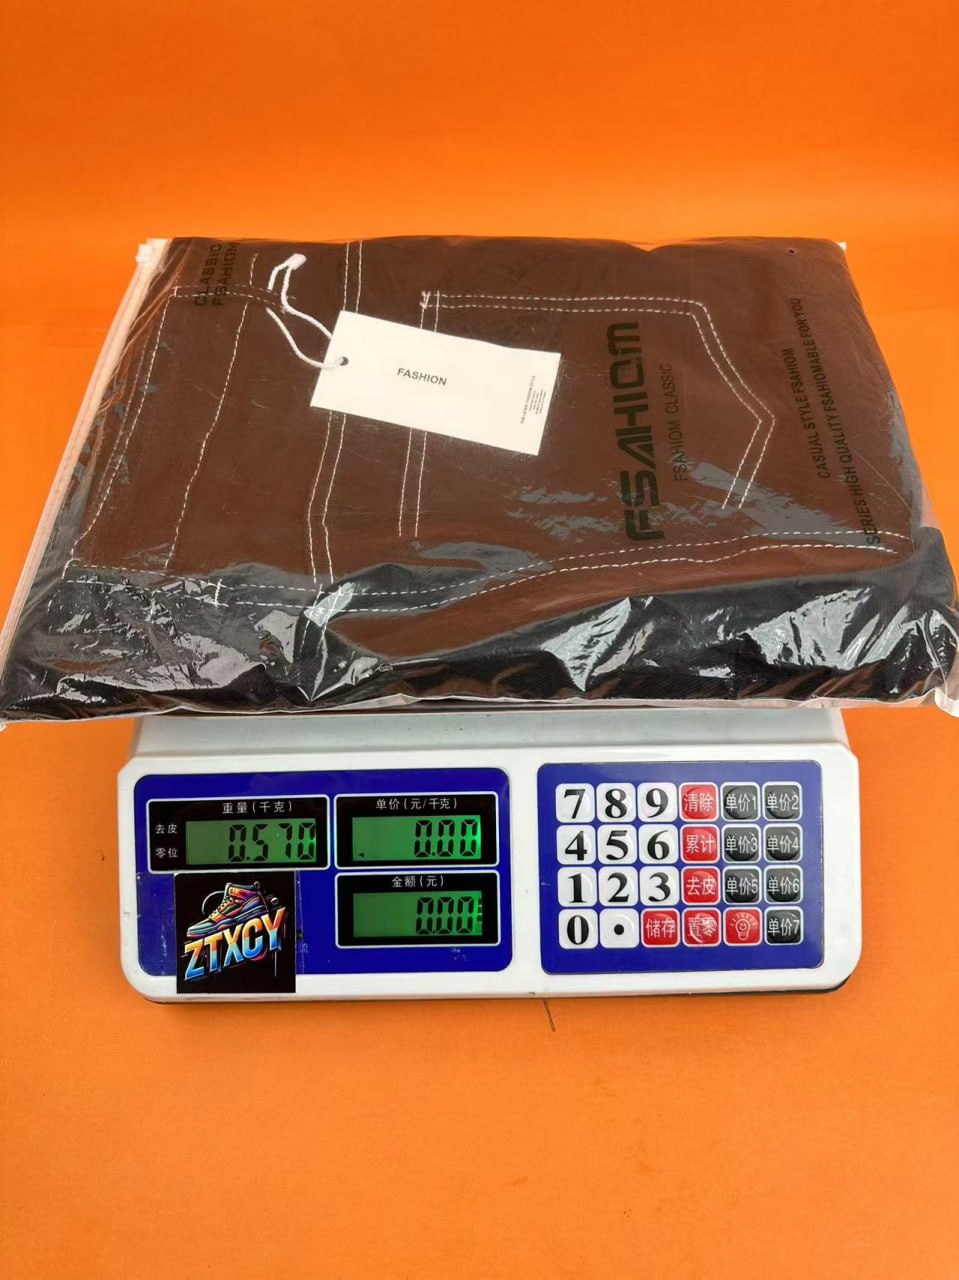 CLASSIC
FSAHIOM
FASHION
THE LATEST FASHION STYLE
FSAHIOM
FSAHIOM CLASSIC
CASUAL STYLE FSAHIOM
SERIES HIGH QUALITY FSAHIOMABLE FOR YOU
重量(千克)
去皮
零位
0.570
单价(元/千克)
0.00
金额(元)
0.00
ZTXCY
7 8 9 清除 单价1 单价2
4 5 6 累计 单价3 单价4
1 2 3 去皮 单价5 单价6
0 . 储存 置零 单价7